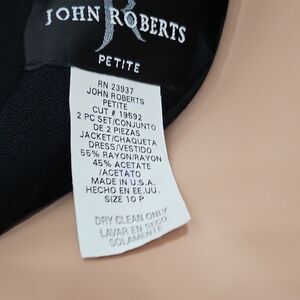 JOHN ROBERTS
PETITE
RN 23937
JOHN ROBERTS
PETITE
CUT # 19592
2 PC SET/CONJUNTO
DE 2 PIEZAS
JACKET/CHAQUETA
DRESS/VESTIDO
55% RAYON/RAYON
45% ACETATE
/ACETATO
MADE IN U.S.A.
HECHO EN EE.UU.
SIZE 10 P
DRY CLEAN ONLY
LAVAR EN SECO
SOLAMENTE